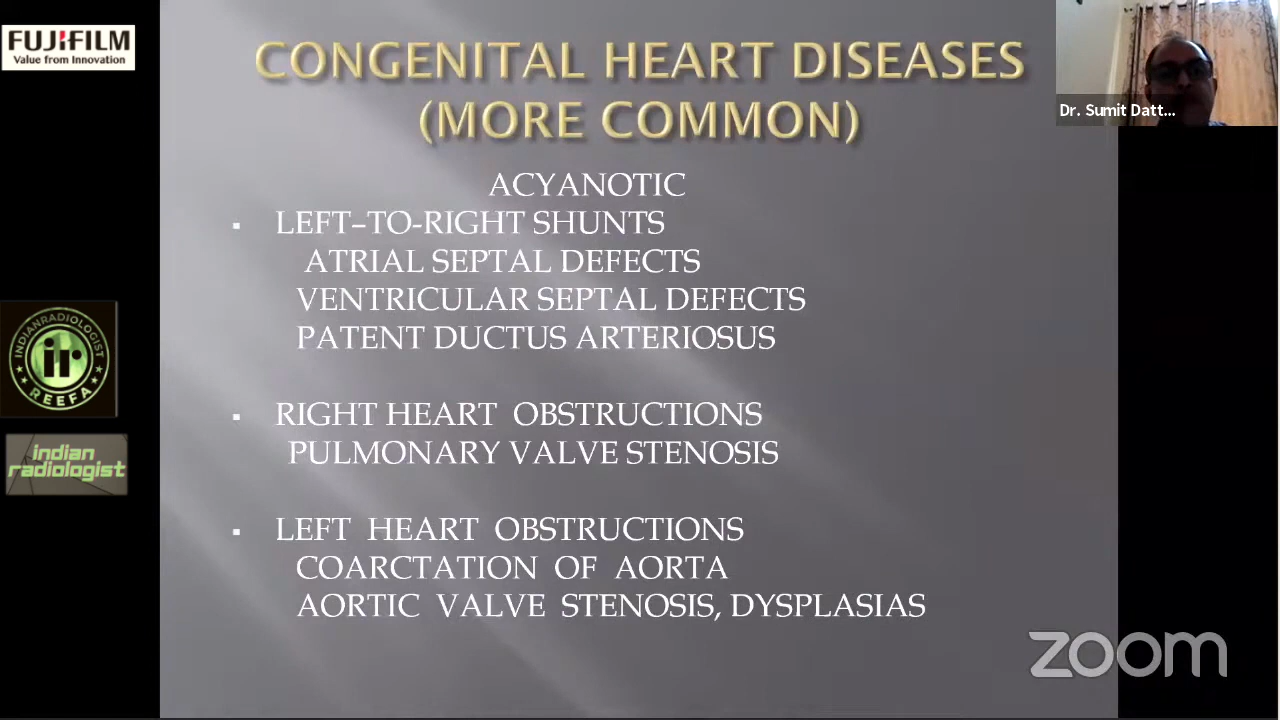 FUJIFILM
Value from Innovation
CONGENITAL HEART DISEASES
(MORE COMMON)
Dr. Sumit Datt...
ACYANOTIC
▪ LEFT–TO-RIGHT SHUNTS
ATRIAL SEPTAL DEFECTS
VENTRICULAR SEPTAL DEFECTS
PATENT DUCTUS ARTERIOSUS
INDIANRADIOLOGIST
ir
REEFA
▪ RIGHT HEART OBSTRUCTIONS
PULMONARY VALVE STENOSIS
indian
radiologist
▪ LEFT HEART OBSTRUCTIONS
COARCTATION OF AORTA
AORTIC VALVE STENOSIS, DYSPLASIAS
zoom